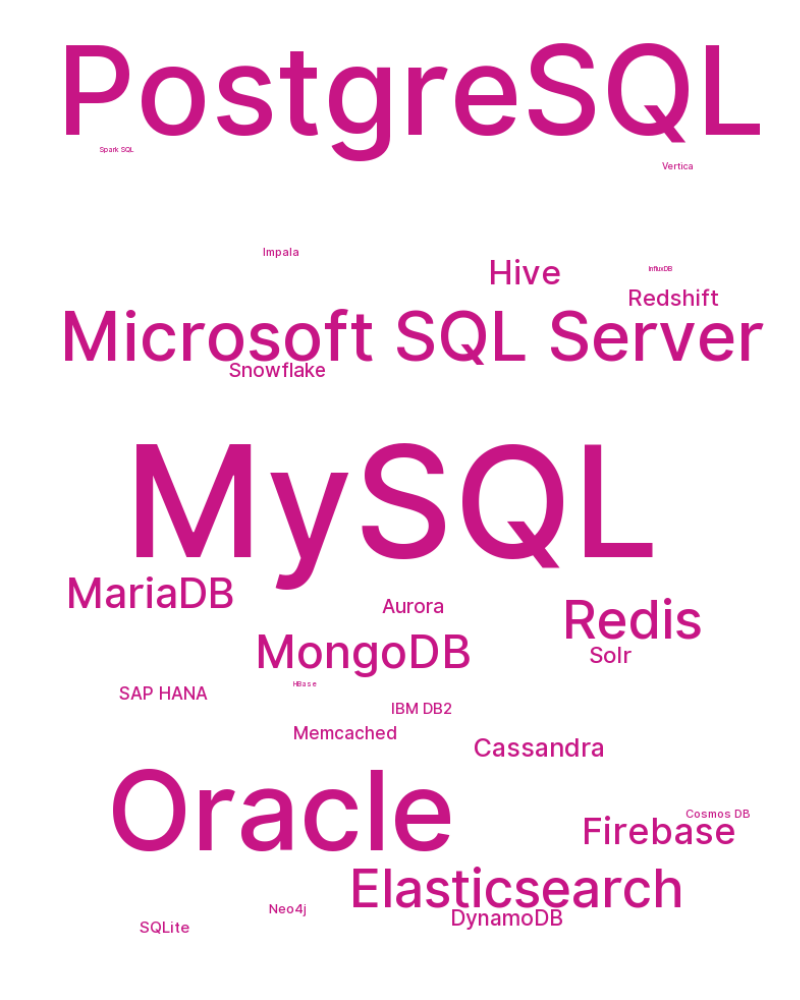 PostgreSQL
Spark SQL
Vertica
Impala
Hive
InfluxDB
Redshift
Microsoft SQL Server
Snowflake
MySQL
MariaDB
Aurora
Redis
MongoDB
Solr
HBase
SAP HANA
IBM DB2
Memcached
Cassandra
Oracle
Cosmos DB
Firebase
Elasticsearch
Neo4j
DynamoDB
SQLite